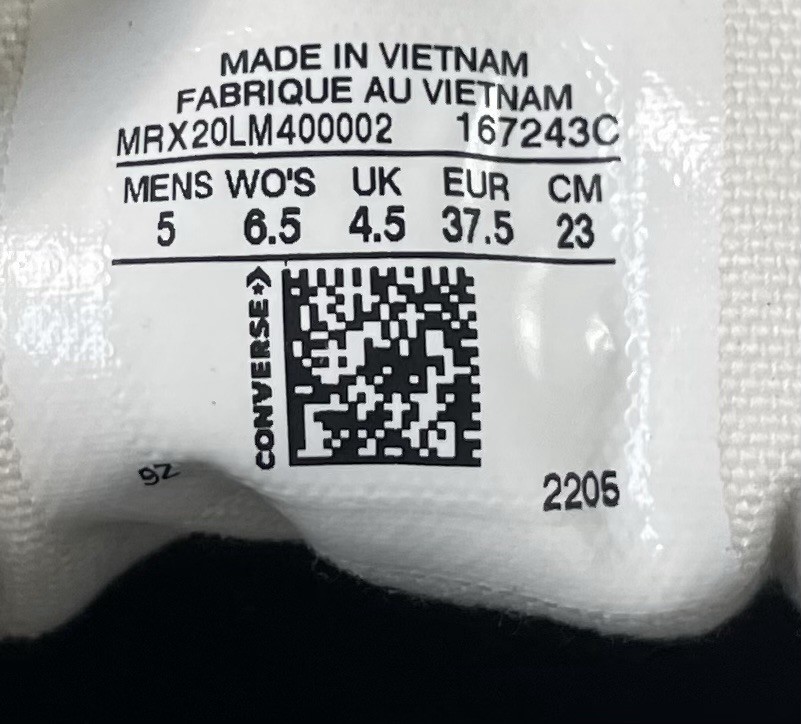 MADE IN VIETNAM
FABRIQUE AU VIETNAM
MRX20LM400002 167243C
MENS WO'S UK EUR CM
5 6.5 4.5 37.5 23
CONVERSE
2205